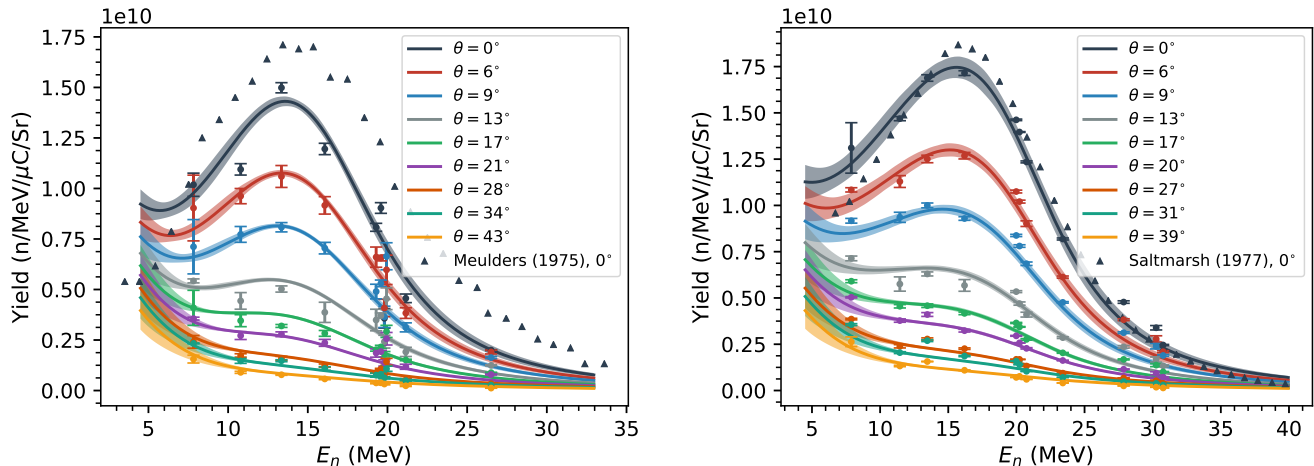 1e10
Yield (n/MeV/μC/Sr)
1.75
1.50
1.25
1.00
0.75
0.50
0.25
0.00
5 10 15 20 25 30 35
E_n (MeV)
θ = 0°
θ = 6°
θ = 9°
θ = 13°
θ = 17°
θ = 21°
θ = 28°
θ = 34°
θ = 43°
Meulders (1975), 0°
1e10
Yield (n/MeV/μC/Sr)
1.75
1.50
1.25
1.00
0.75
0.50
0.25
0.00
5 10 15 20 25 30 35 40
E_n (MeV)
θ = 0°
θ = 6°
θ = 9°
θ = 13°
θ = 17°
θ = 20°
θ = 27°
θ = 31°
θ = 39°
Saltmarsh (1977), 0°